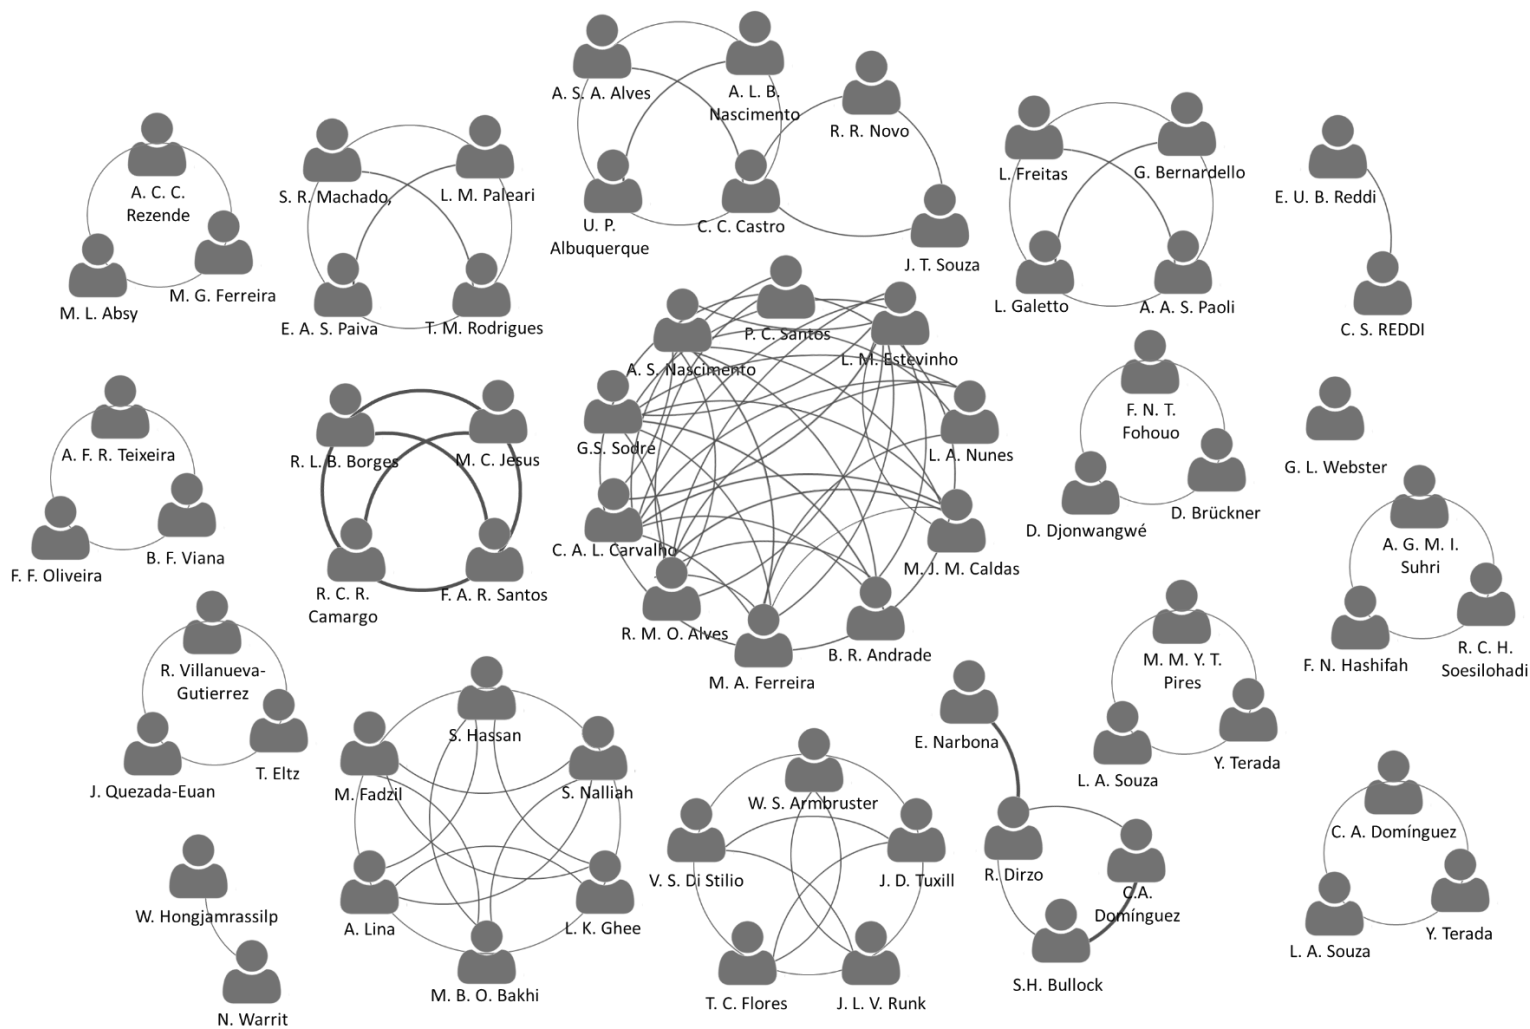 A. S. A. Alves
A. L. B.
Nascimento
R. R. Novo
U. P.
Albuquerque
C. C. Castro
J. T. Souza
A. C. C.
Rezende
M. G. Ferreira
M. L. Absy
S. R. Machado,
L. M. Paleari
E. A. S. Paiva
T. M. Rodrigues
L. Freitas
G. Bernardello
L. Galetto
A. A. S. Paoli
E. U. B. Reddi
C. S. REDDI
P. C. Santos
L. M. Estevinho
A. S. Nascimento
G.S. Sodré
L. A. Nunes
C. A. L. Carvalho
M. J. M. Caldas
R. M. O. Alves
B. R. Andrade
M. A. Ferreira
A. F. R. Teixeira
B. F. Viana
F. F. Oliveira
R. L. B. Borges
M. C. Jesus
R. C. R.
Camargo
F. A. R. Santos
F. N. T.
Fohouo
D. Brückner
D. Djonwangwé
G. L. Webster
A. G. M. I.
Suhri
F. N. Hashifah
R. C. H.
Soesilohadi
R. Villanueva-
Gutierrez
T. Eltz
J. Quezada-Euan
S. Hassan
M. Fadzil
S. Nalliah
A. Lina
L. K. Ghee
M. B. O. Bakhi
W. S. Armbruster
V. S. Di Stilio
J. D. Tuxill
T. C. Flores
J. L. V. Runk
E. Narbona
R. Dirzo
C.A.
Domínguez
S.H. Bullock
M. M. Y. T.
Pires
L. A. Souza
Y. Terada
C. A. Domínguez
L. A. Souza
Y. Terada
W. Hongjamrassilp
N. Warrit